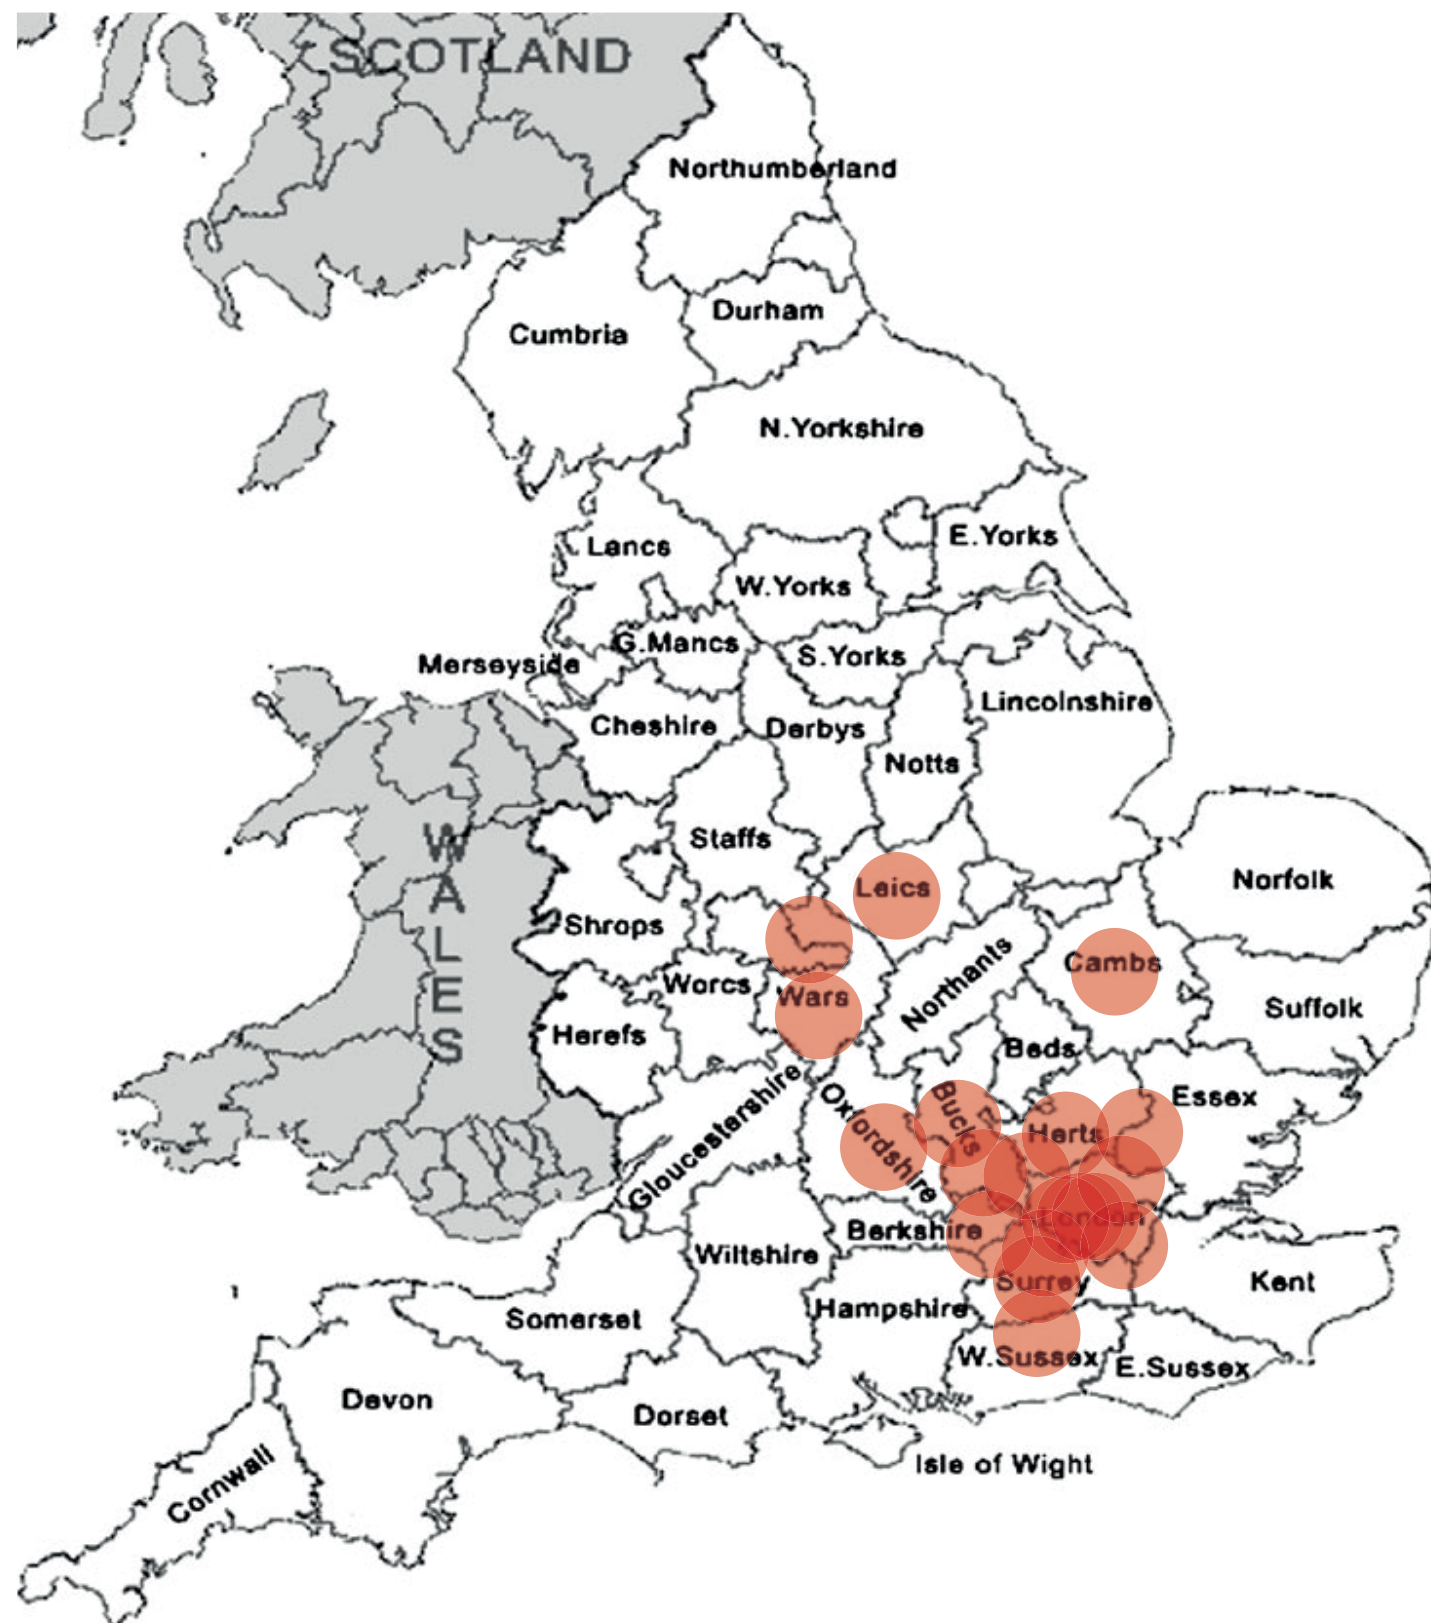 SCOTLAND
Northumberland
Durham
Cumbria
N.Yorkshire
E.Yorks
Lancs
W.Yorks
G.Mancs
S.Yorks
Merseyside
Lincolnshire
Cheshire
Derbys
Notts
WALES
Staffs
Leics
Norfolk
Shrops
Cambs
Worcs
Wars
Northants
Suffolk
Herefs
Beds
Gloucestershire
Oxfordshire
Bucks
Herts
Essex
Berkshire
London
Wiltshire
Surrey
Kent
Somerset
Hampshire
W.Sussex
E.Sussex
Devon
Dorset
Isle of Wight
Cornwall